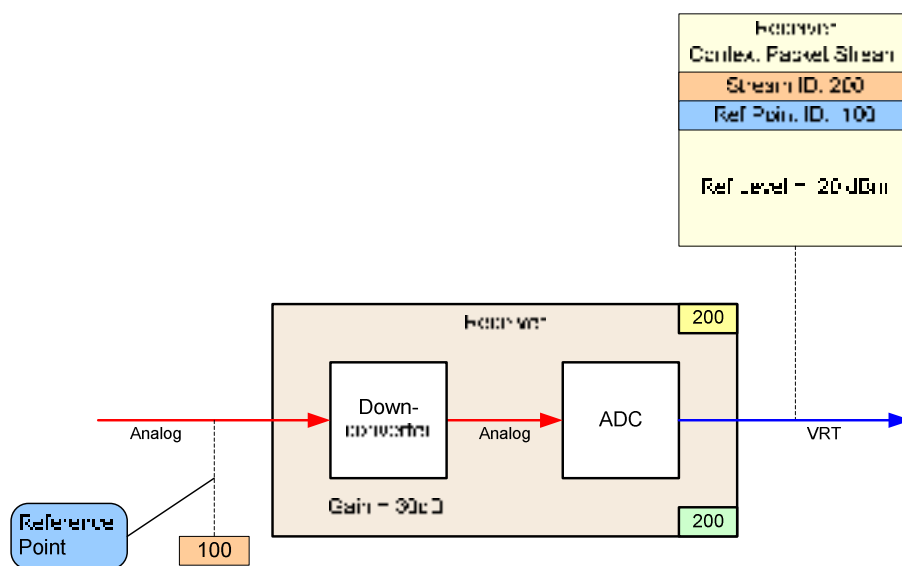 Receiver
Context Packet Stream
Stream ID: 200
Ref Point ID: 100
Ref Level = 20 dBm
Receiver
200
Down-
converter
ADC
Analog
Analog
VRT
Gain = 30dB
Reference
Point
100
200